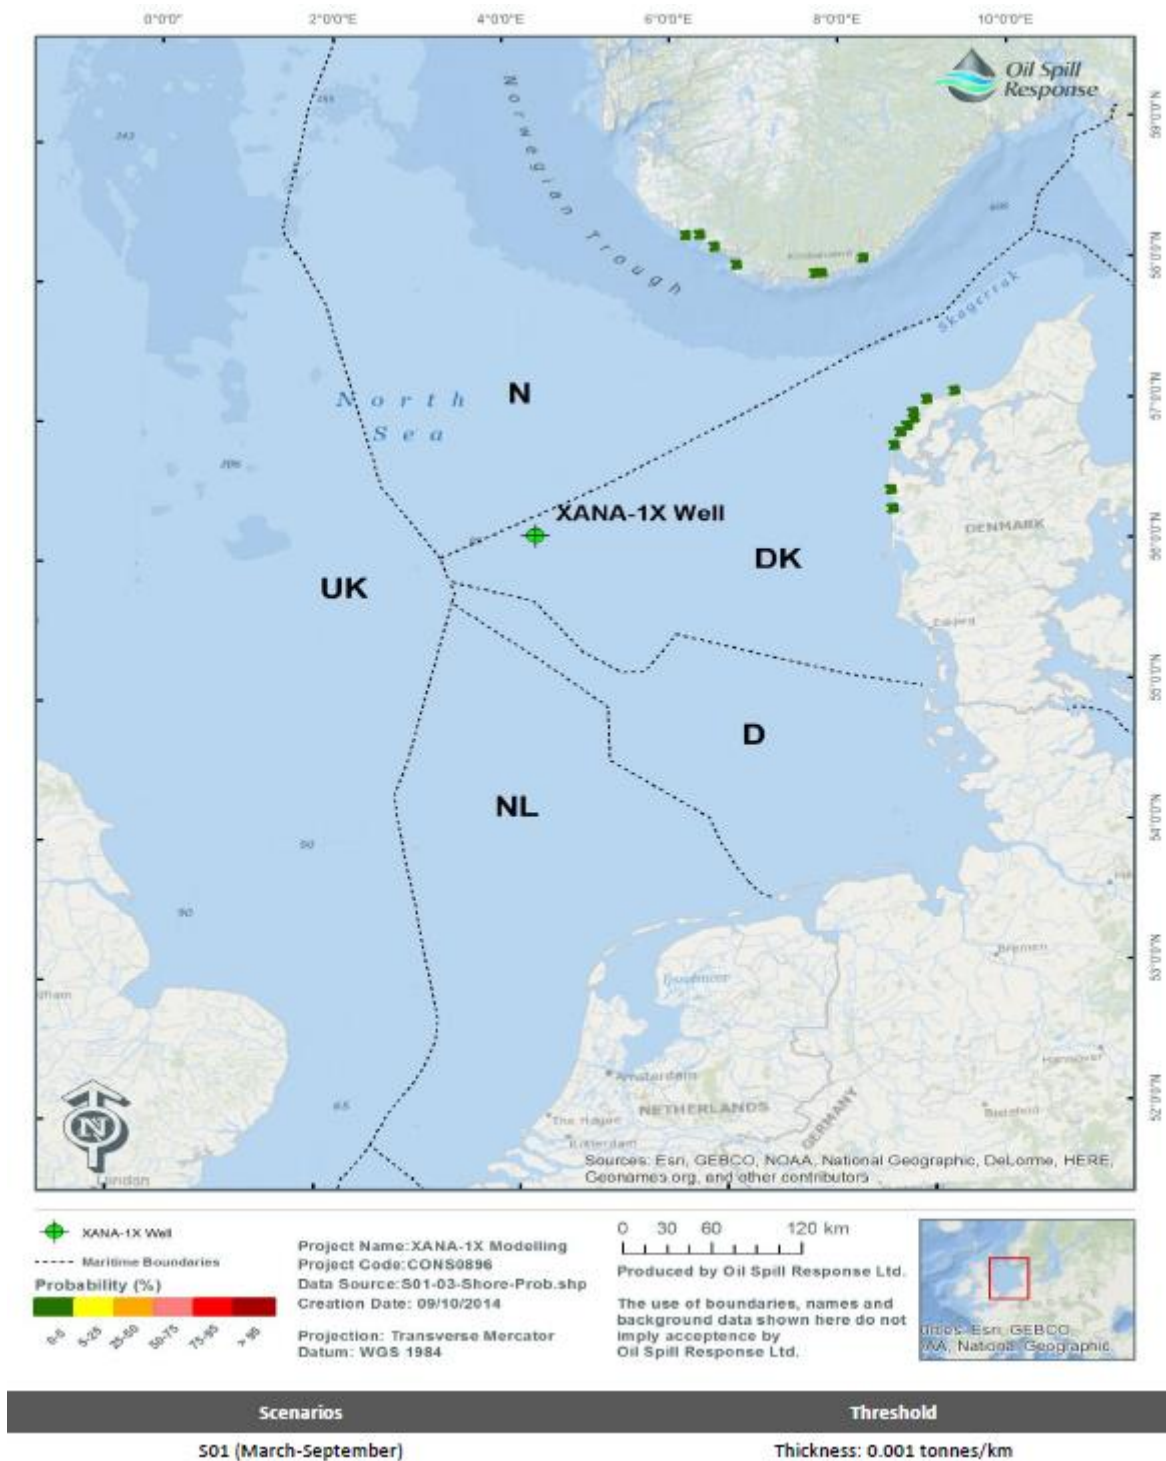 0°0'0" 2°0'0"E 4°0'0"E 6°0'0"E 8°0'0"E 10°0'0"E
Oil Spill
Response
59°0'0"N
58°0'0"N
57°0'0"N
56°0'0"N
55°0'0"N
54°0'0"N
53°0'0"N
52°0'0"N
Norwegian Trough
Skagerrak
North
Sea
N
XANA-1X Well
DENMARK
UK
DK
Esbjerg
D
NL
90
90
65
Bremen
Hannover
Amsterdam
NETHERLANDS
The Hague
Rotterdam
GERMANY
Bielefeld
London
N
Sources: Esri, GEBCO, NOAA, National Geographic, DeLorme, HERE,
Geonames.org, and other contributors
XANA-1X Well
Maritime Boundaries
Probability (%)
0-5 5-25 25-50 50-75 75-95 > 95
Project Name:XANA-1X Modelling
Project Code:CONS0896
Data Source:S01-03-Shore-Prob.shp
Creation Date: 09/10/2014
Projection: Transverse Mercator
Datum: WGS 1984
0 30 60 120 km
Produced by Oil Spill Response Ltd.
The use of boundaries, names and
background data shown here do not
imply acceptance by
Oil Spill Response Ltd.
Esri, GEBCO,
National Geographic
Scenarios Threshold
S01 (March-September) Thickness: 0.001 tonnes/km